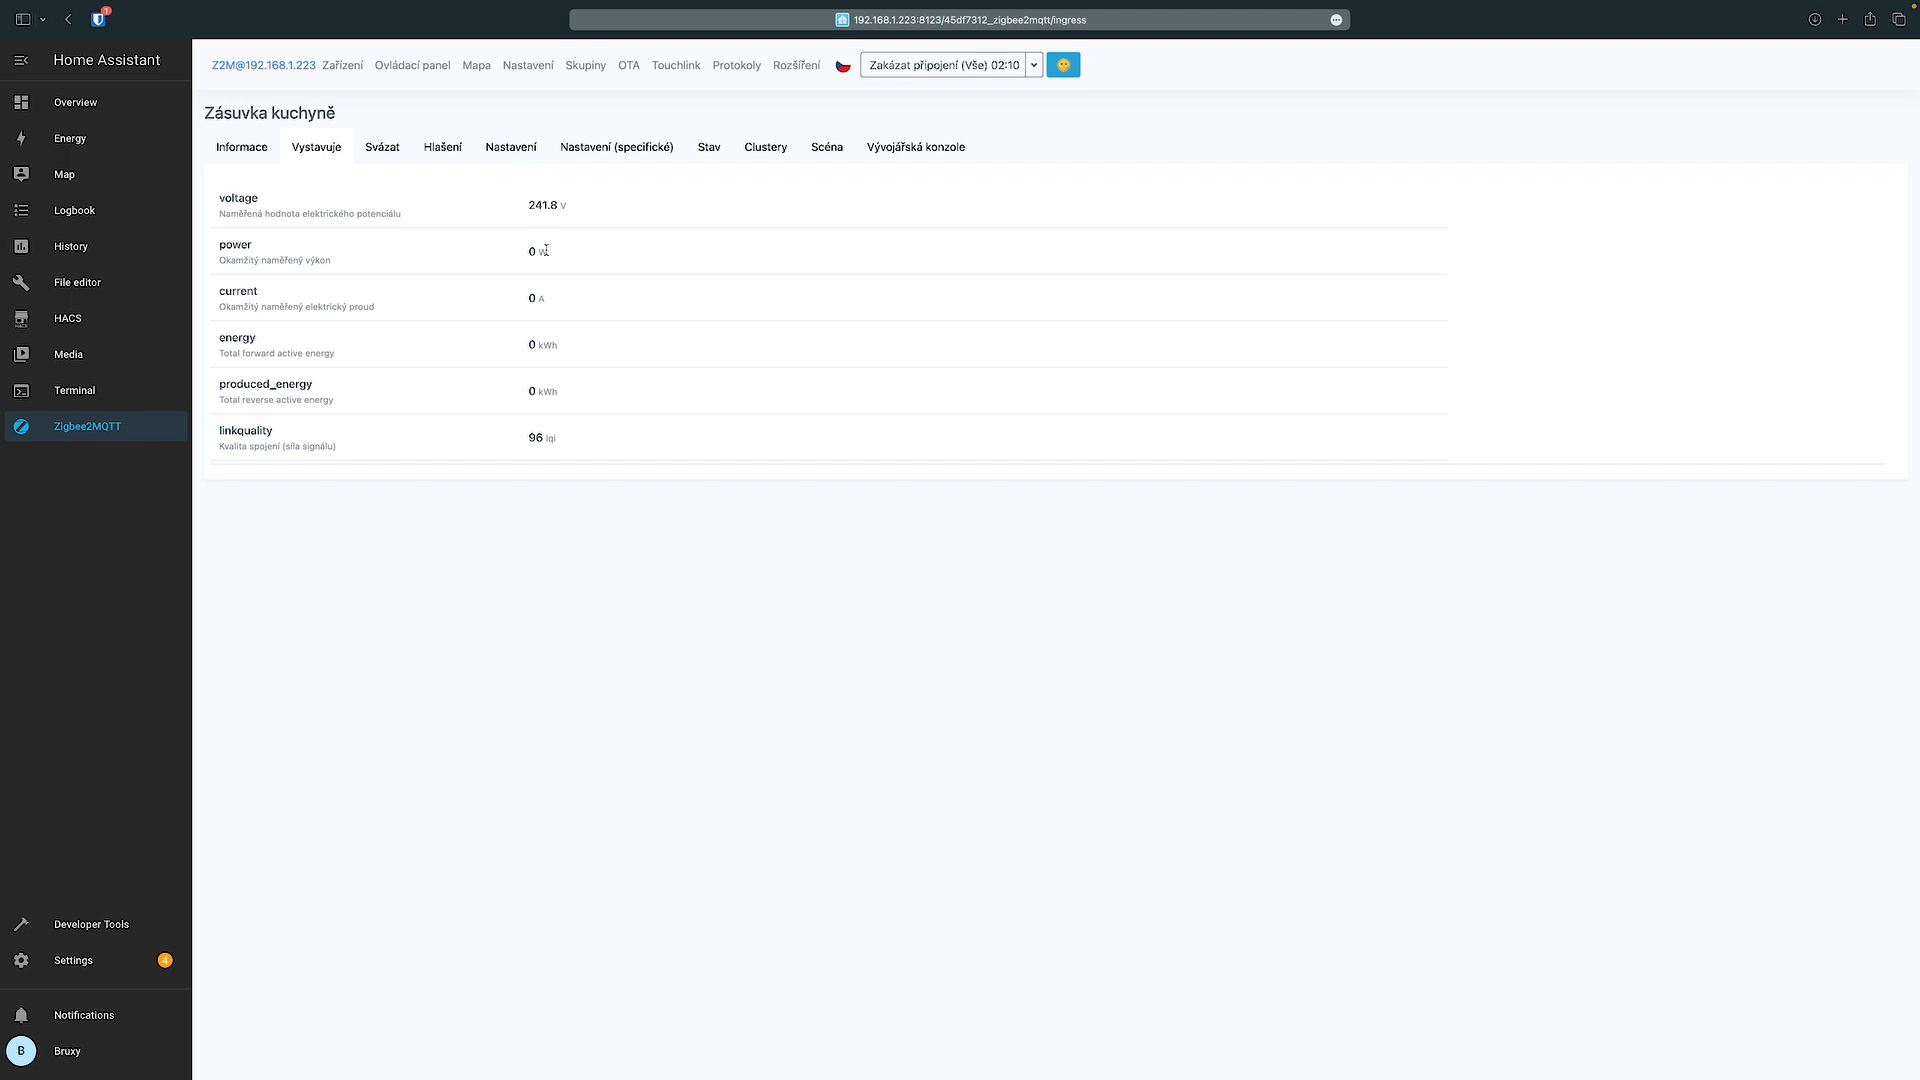 1
192.168.1.223:8123/45df7312_zigbee2mqtt/ingress
Home Assistant
Z2M@192.168.1.223 Zařízení Ovládací panel Mapa Nastavení Skupiny OTA Touchlink Protokoly Rozšíření Zakázat připojení (Vše) 02:10
Overview
Energy
Map
Logbook
History
File editor
HACS
HACS
Media
Terminal
Zigbee2MQTT
Developer Tools
Settings 4
Notifications
B Bruxy
Zásuvka kuchyně
Informace Vystavuje Svázat Hlašení Nastavení Nastavení (specifické) Stav Clustery Scéna Vývojářská konzole
voltage
Naměřená hodnota elektrického potenciálu
241.8 V
power
Okamžitý naměřený výkon
0 W
current
Okamžitý naměřený elektrický proud
0 A
energy
Total forward active energy
0 kWh
produced_energy
Total reverse active energy
0 kWh
linkquality
Kvalita spojení (síla signálu)
96 lqi